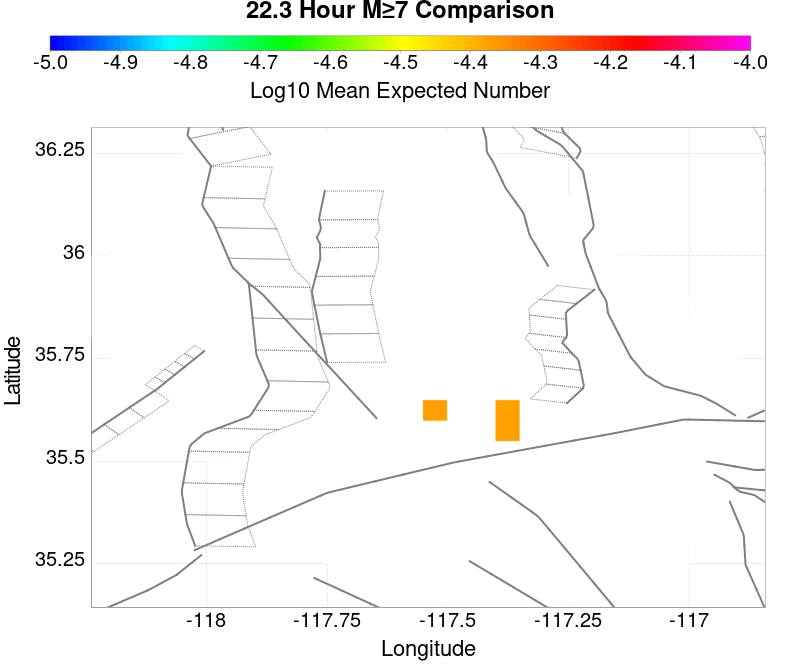 22.3 Hour M≥7 Comparison
-5.0 -4.9 -4.8 -4.7 -4.6 -4.5 -4.4 -4.3 -4.2 -4.1 -4.0
Log10 Mean Expected Number
36.25
36
35.75
35.5
35.25
Latitude
-118 -117.75 -117.5 -117.25 -117
Longitude